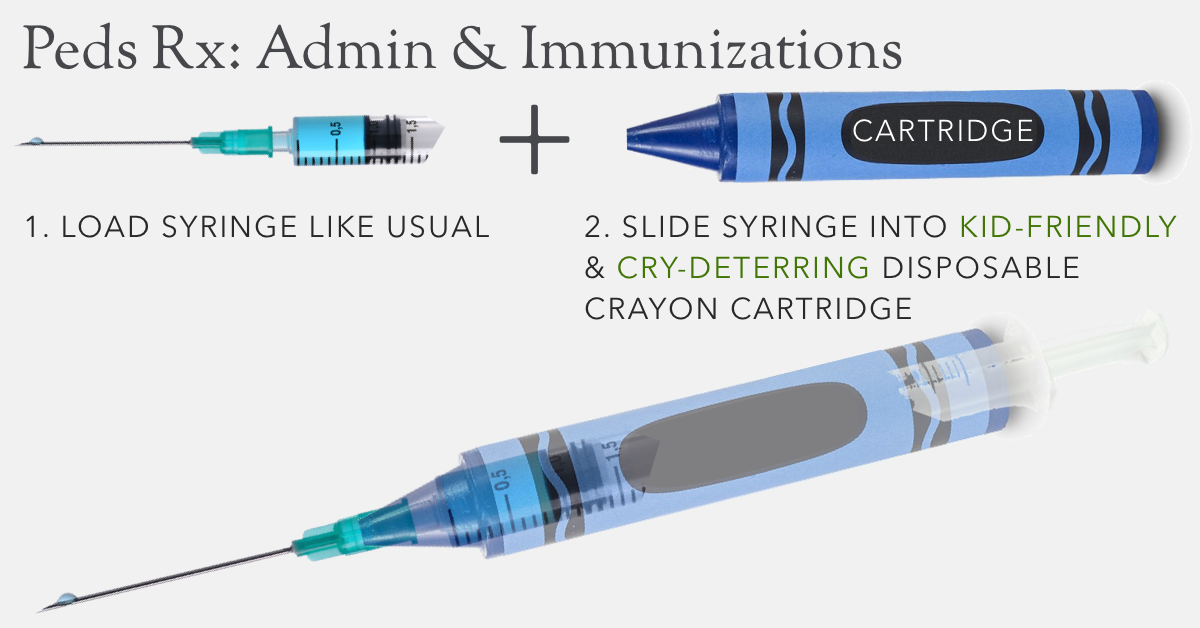 Peds Rx: Admin & Immunizations
0,5
1,5
CARTRIDGE
1. LOAD SYRINGE LIKE USUAL
2. SLIDE SYRINGE INTO KID-FRIENDLY
& CRY-DETERRING DISPOSABLE
CRAYON CARTRIDGE
0,5
1,5